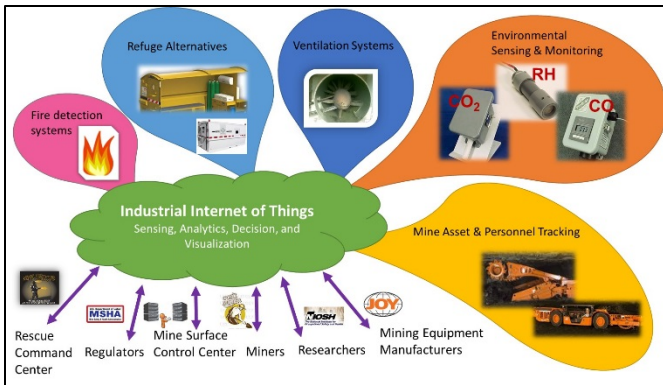 Refuge Alternatives
Ventilation Systems
Environmental
Sensing & Monitoring
RH
CO2
CO
Fire detection
systems
Industrial Internet of Things
Sensing, Analytics, Decision, and
Visualization
Mine Asset & Personnel Tracking
MSHA
NIOSH
JOY
Rescue
Command
Center
Regulators
Mine Surface
Control Center
Miners
Researchers
Mining Equipment
Manufacturers